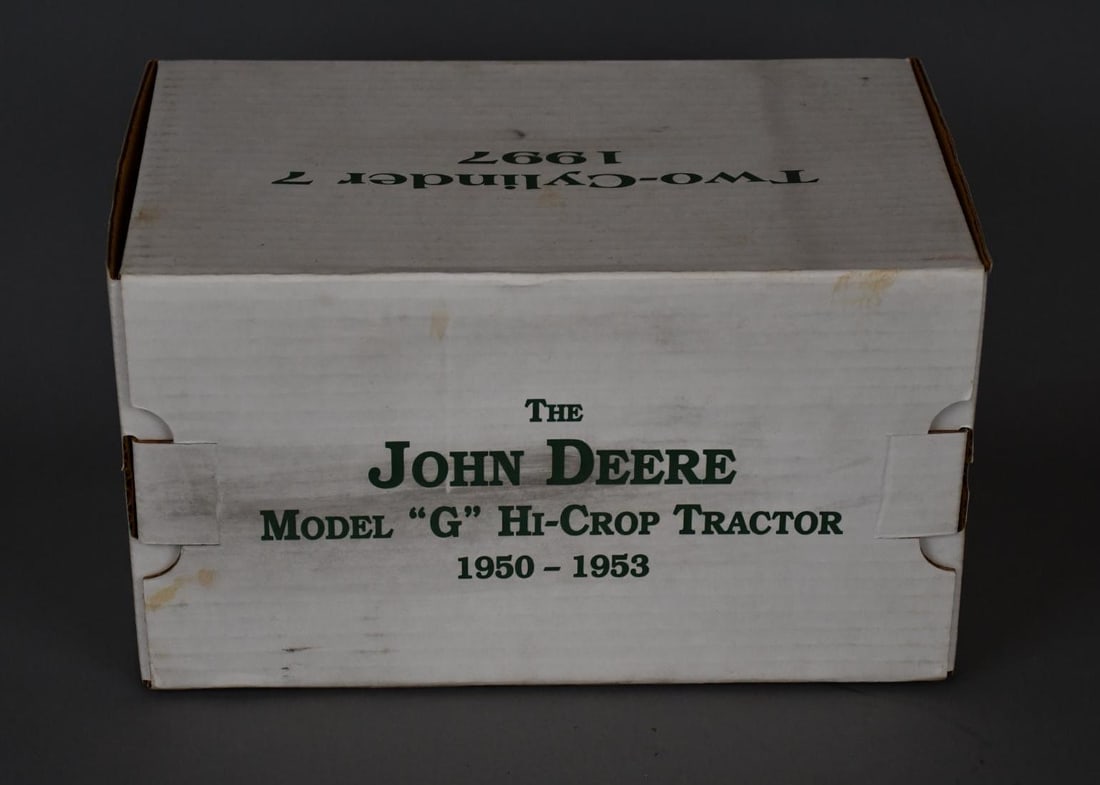 Two-Cylinder 7
1997
The
John Deere
Model “G” Hi-Crop Tractor
1950 – 1953